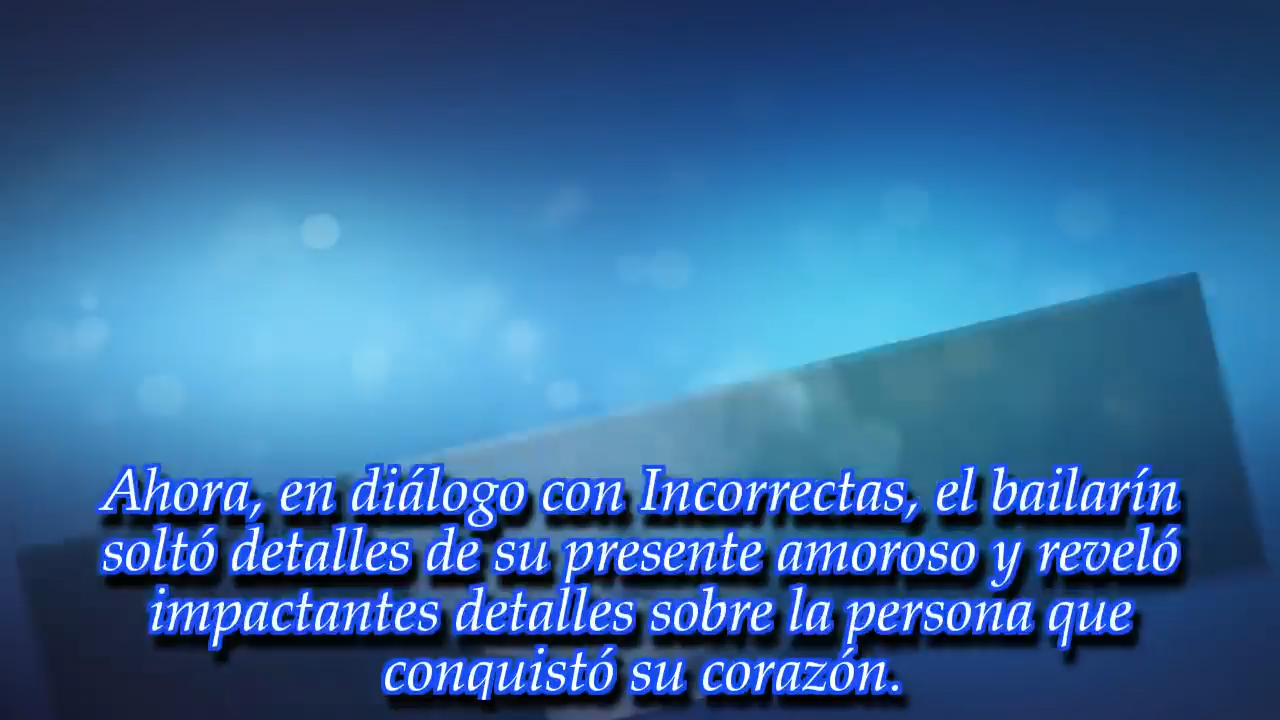 Ahora, en diálogo con Incorrectas, el bailarín
soltó detalles de su presente amoroso y reveló
impactantes detalles sobre la persona que
conquistó su corazón.